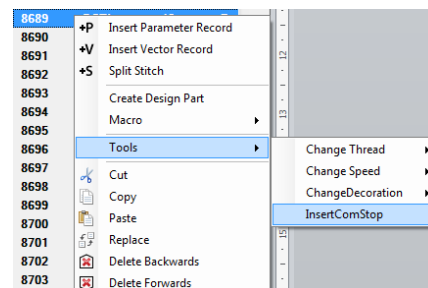 8689
+P Insert Parameter Record
8690
+V Insert Vector Record
8691
12
8692
+S Split Stitch
8693
Create Design Part
8694
Macro
13
8695
8696
Tools
Change Thread
8697
Cut
Change Speed
8698
Copy
ChangeDecoration
8699
8700
Paste
InsertComStop
8701
Replace
15
8702
Delete Backwards
8703
Delete Forwards